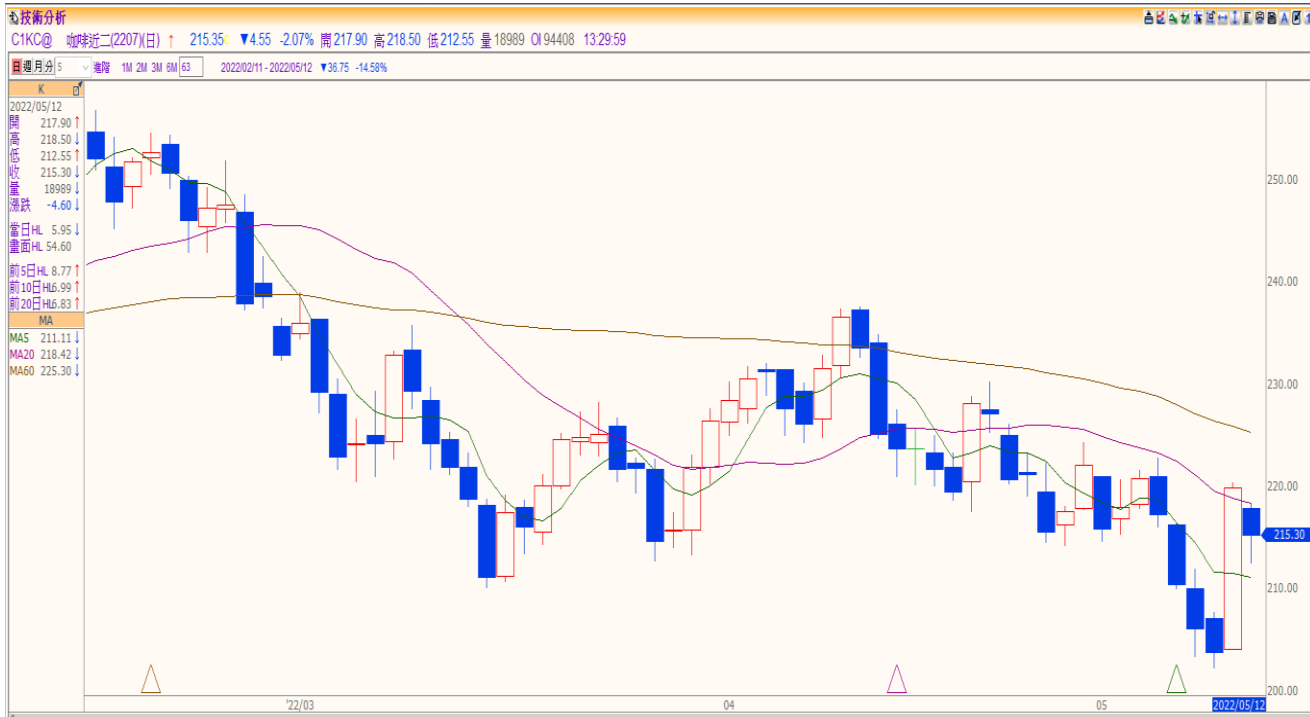 技術分析
C1KC@ 咖啡近二(2207)(日) ↑ 215.35 ▼4.55 -2.07% 開 217.90 高 218.50 低 212.55 量 18989 OI 94408 13:29:59
日 週 月 分 5 進階 1M 2M 3M 6M 63 2022/02/11 - 2022/05/12 ▼36.75 -14.58%
K
2022/05/12
開 217.90 ↑
高 218.50 ↓
低 212.55 ↑
收 215.30 ↓
量 18989 ↓
漲跌 -4.60 ↓
當日HL 5.95 ↓
畫面HL 54.60
前5日HL 8.77 ↑
前10日HL 6.99 ↑
前20日HL 6.83 ↑
MA
MA5 211.11 ↓
MA20 218.42 ↓
MA60 225.30 ↓
250.00
240.00
230.00
220.00
215.30
210.00
200.00
'22/03
04
05
2022/05/12